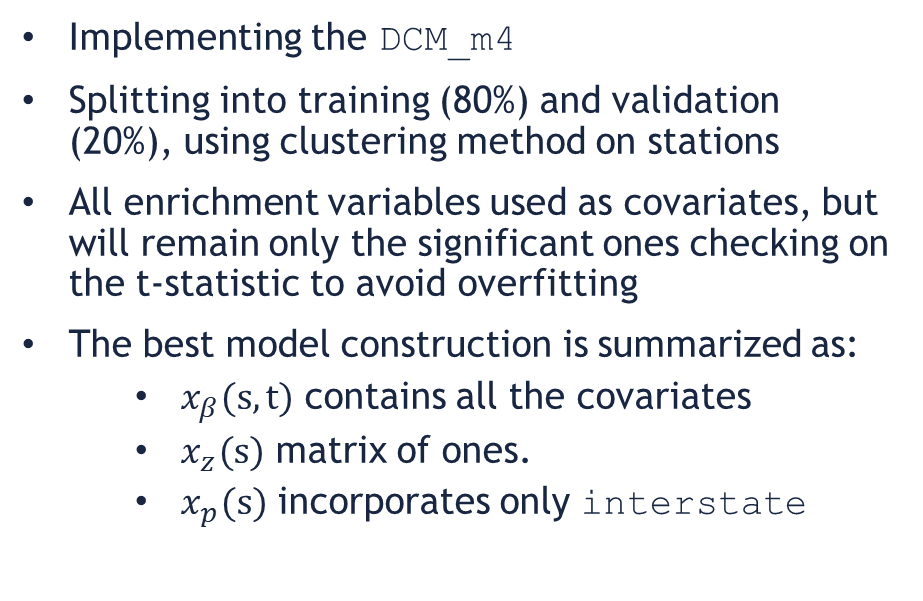 • Implementing the DCM_m4
• Splitting into training (80%) and validation
(20%), using clustering method on stations
• All enrichment variables used as covariates, but
will remain only the significant ones checking on
the t-statistic to avoid overfitting
• The best model construction is summarized as:
• xᵦ(s,t) contains all the covariates
• x_z(s) matrix of ones.
• xₚ(s) incorporates only interstate